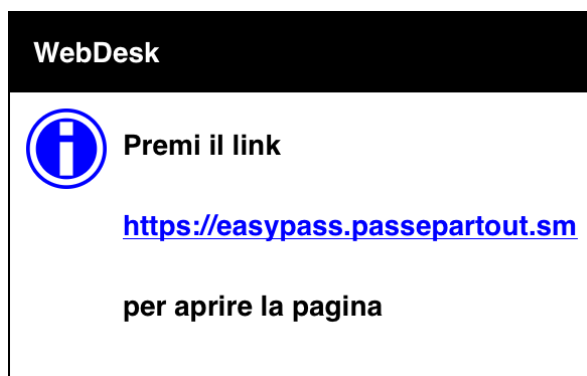 WebDesk
Premi il link
https://easypass.passepartout.sm
per aprire la pagina